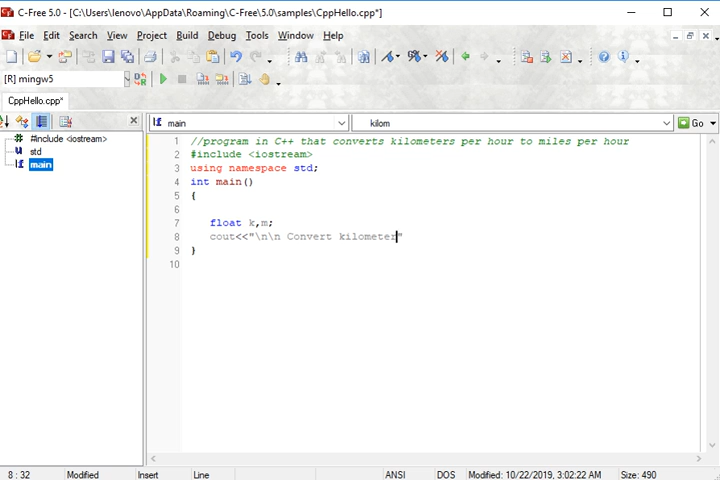 C-Free 5.0 - [C:\Users\lenovo\AppData\Roaming\C-Free\5.0\samples\CppHello.cpp*]
File Edit Search View Project Build Debug Tools Window Help
[R] mingw5
CppHello.cpp*
main kilom Go
#include <iostream>
std
main
1 //program in C++ that converts kilometers per hour to miles per hour
2 #include <iostream>
3 using namespace std;
4 int main()
5 {
6
7 float k,m;
8 cout<<"\n\n Convert kilometer"
9 }
10
8 : 32 Modified Insert Line ANSI DOS Modified: 10/22/2019, 3:02:22 AM Size: 490